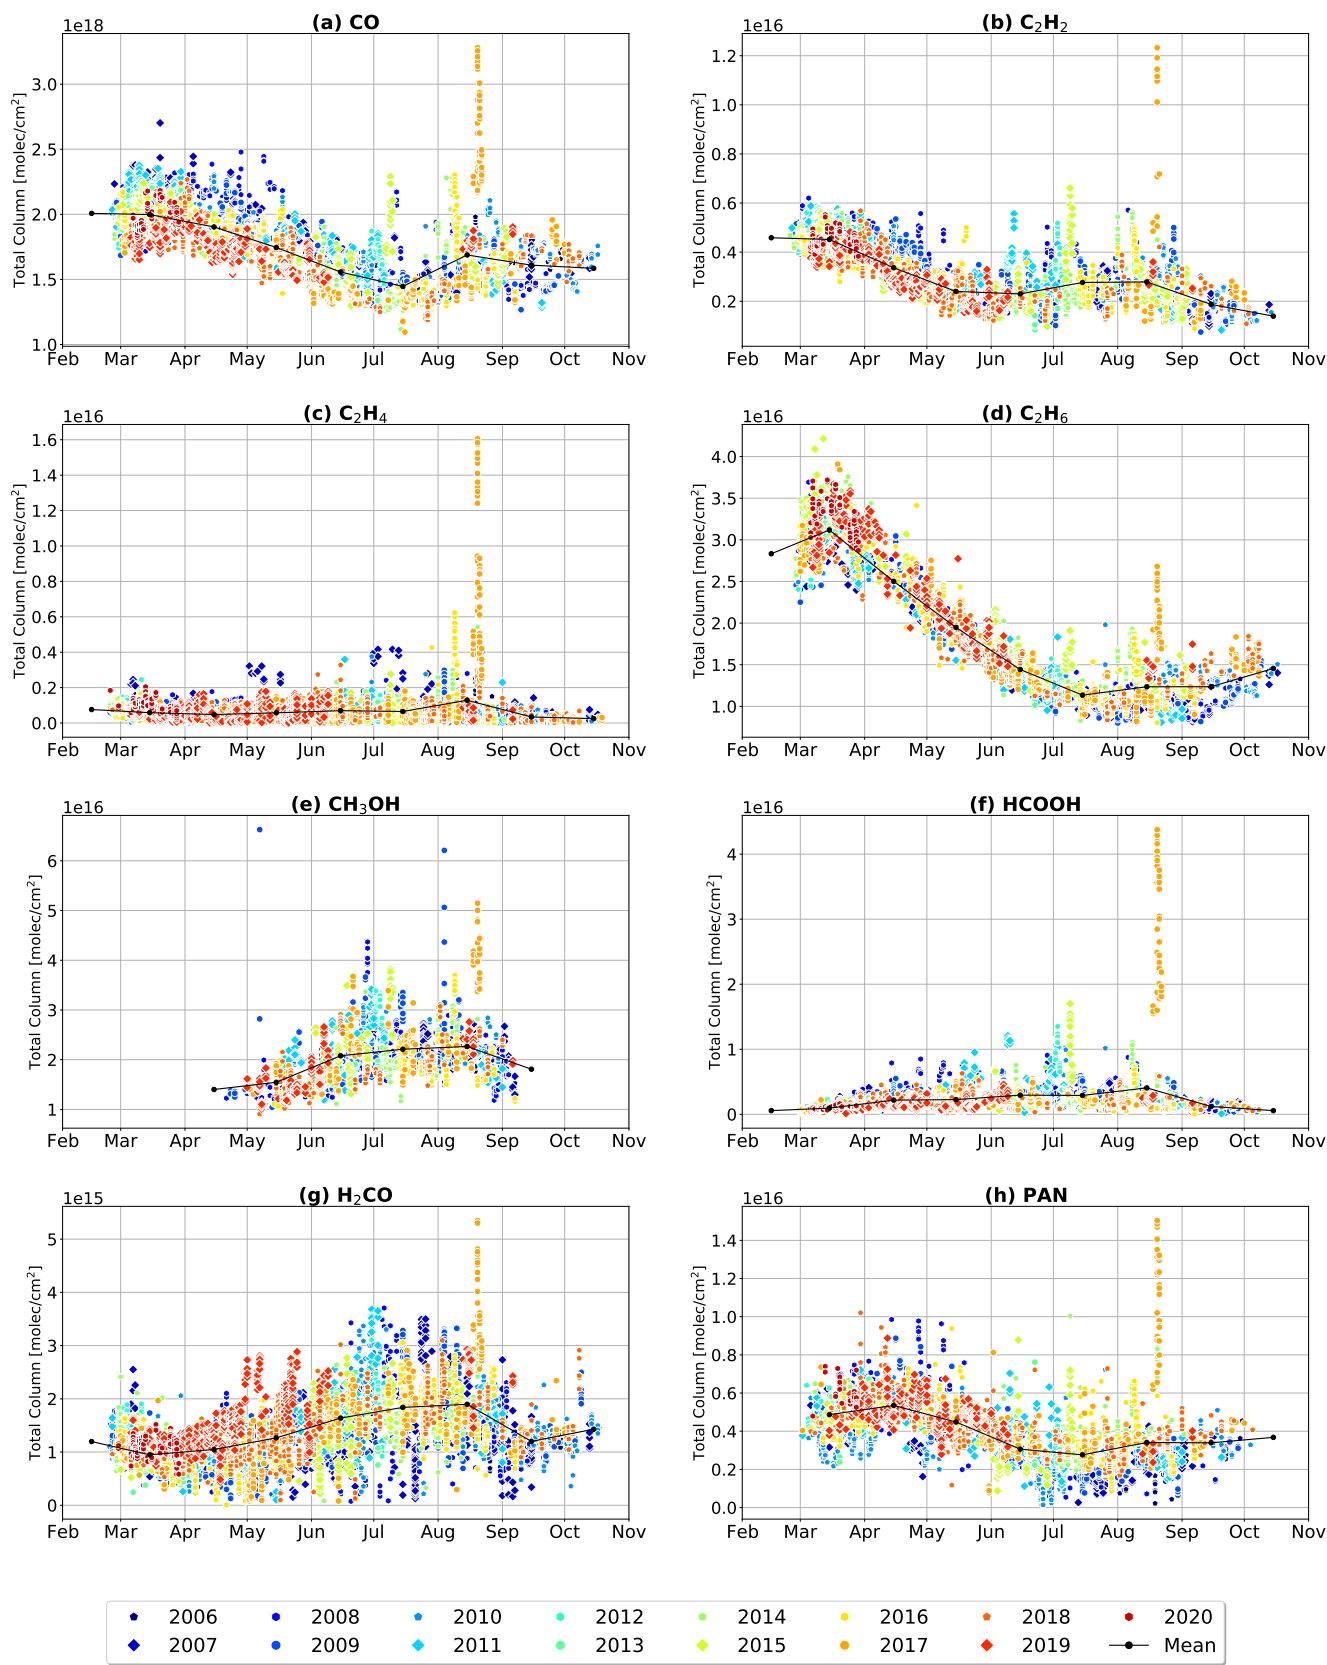 (a) CO
1e18
Total Column [molec/cm²]
3.0
2.5
2.0
1.5
1.0
Feb Mar Apr May Jun Jul Aug Sep Oct Nov
(b) C₂H₂
1e16
Total Column [molec/cm²]
1.2
1.0
0.8
0.6
0.4
0.2
Feb Mar Apr May Jun Jul Aug Sep Oct Nov
(c) C₂H₄
1e16
Total Column [molec/cm²]
1.6
1.4
1.2
1.0
0.8
0.6
0.4
0.2
0.0
Feb Mar Apr May Jun Jul Aug Sep Oct Nov
(d) C₂H₆
1e16
Total Column [molec/cm²]
4.0
3.5
3.0
2.5
2.0
1.5
1.0
Feb Mar Apr May Jun Jul Aug Sep Oct Nov
(e) CH₃OH
1e16
Total Column [molec/cm²]
6
5
4
3
2
1
Feb Mar Apr May Jun Jul Aug Sep Oct Nov
(f) HCOOH
1e16
Total Column [molec/cm²]
4
3
2
1
0
Feb Mar Apr May Jun Jul Aug Sep Oct Nov
(g) H₂CO
1e15
Total Column [molec/cm²]
5
4
3
2
1
0
Feb Mar Apr May Jun Jul Aug Sep Oct Nov
(h) PAN
1e16
Total Column [molec/cm²]
1.4
1.2
1.0
0.8
0.6
0.4
0.2
0.0
Feb Mar Apr May Jun Jul Aug Sep Oct Nov
2006 2008 2010 2012 2014 2016 2018 2020
2007 2009 2011 2013 2015 2017 2019 Mean